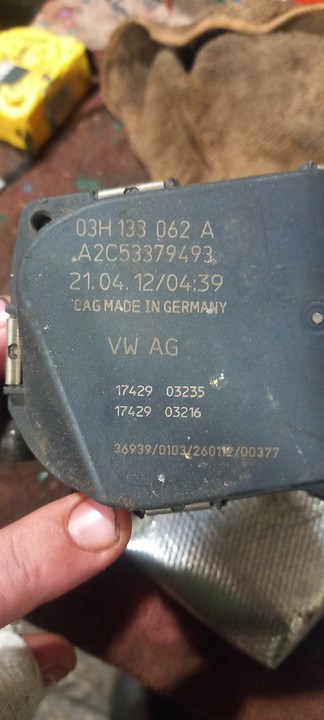 03H 133 062 A
A2C53379493
21.04.12/04:39
CAG MADE IN GERMANY
VW AG
17429 03235
17429 03216
36939/0103/260112/00377